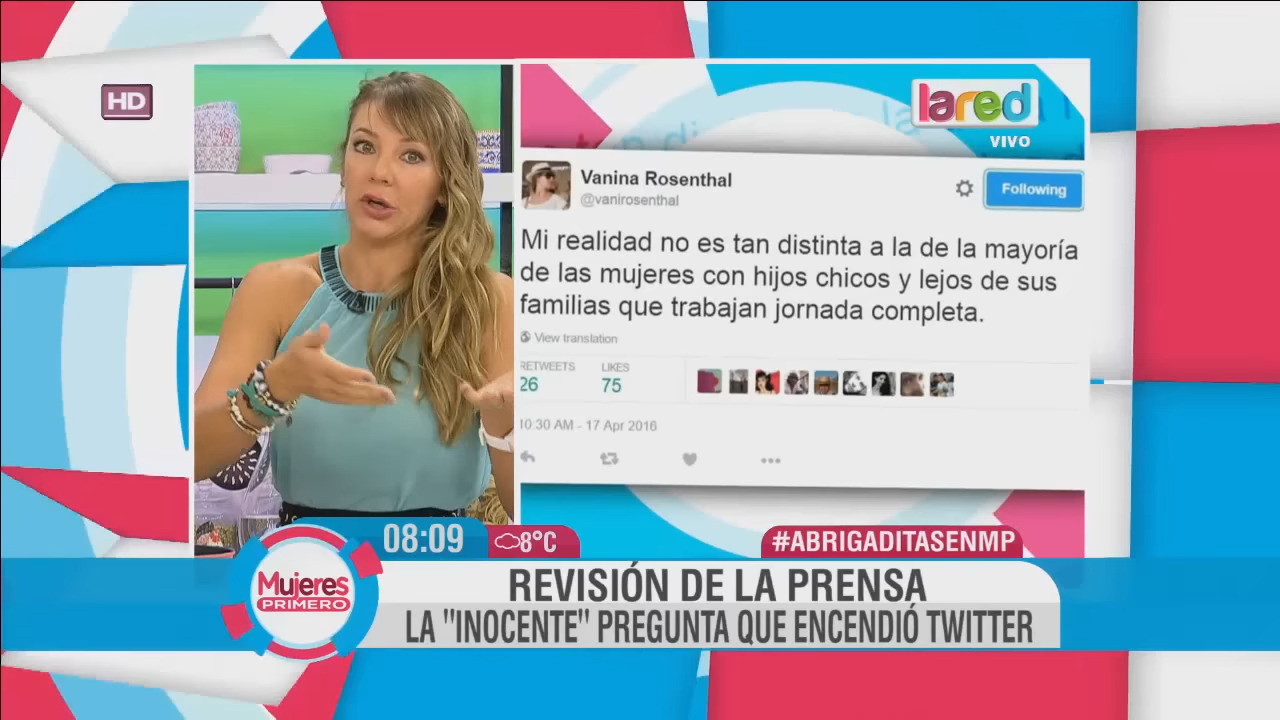 HD
lared
VIVO
Vanina Rosenthal
@vanirosenthal
Following
Mi realidad no es tan distinta a la de la mayoría
de las mujeres con hijos chicos y lejos de sus
familias que trabajan jornada completa.
View translation
RETWEETS
26
LIKES
75
10:30 AM - 17 Apr 2016
08:09
8°C
#ABRIGADITASENMP
Mujeres
PRIMERO
REVISIÓN DE LA PRENSA
LA "INOCENTE" PREGUNTA QUE ENCENDIÓ TWITTER